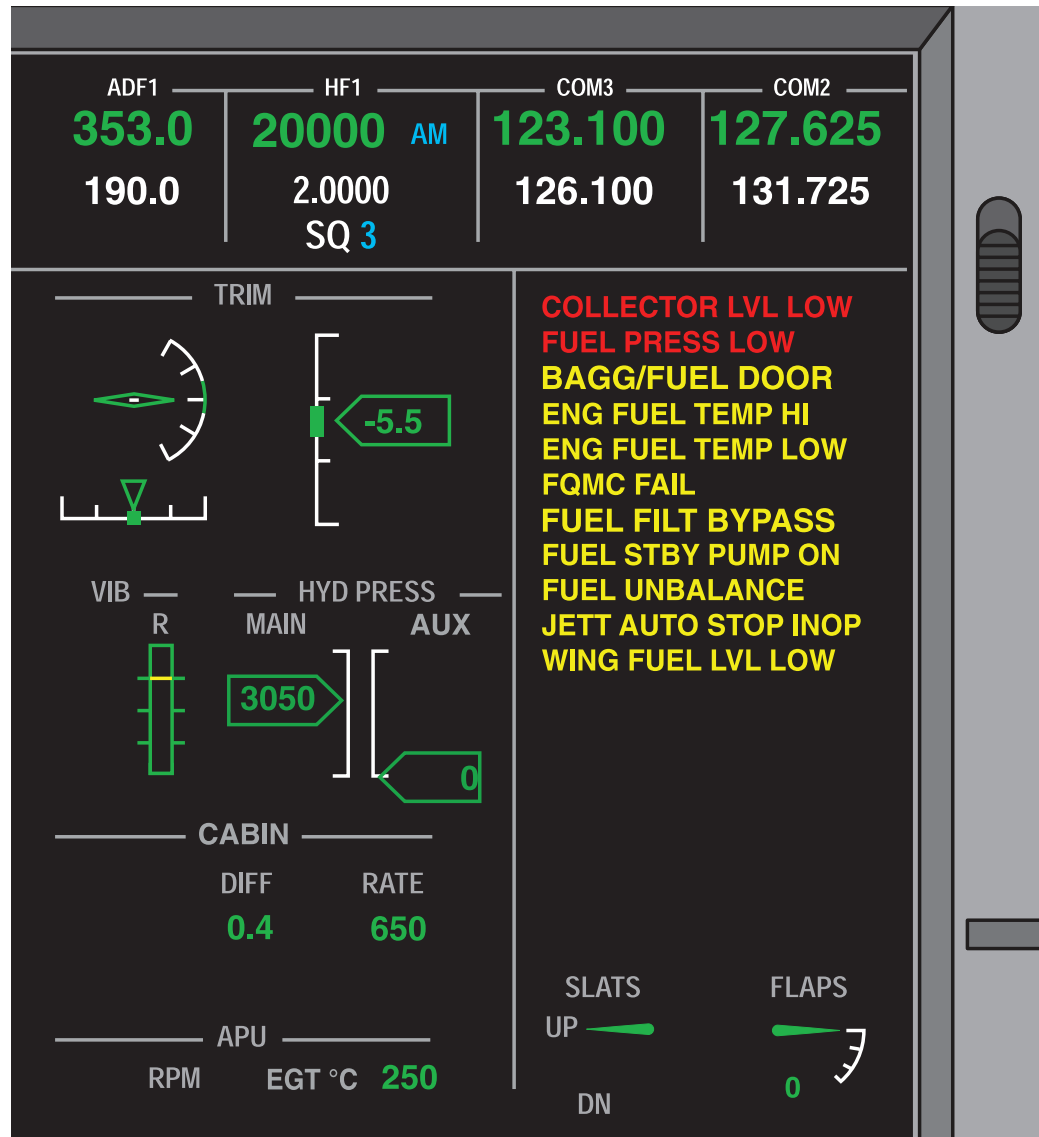 ADF1 HF1 COM3 COM2
353.0 20000 AM 123.100 127.625
190.0 2.0000 126.100 131.725
SQ 3
TRIM
-5.5
VIB HYD PRESS
R MAIN AUX
3050
0
CABIN
DIFF RATE
0.4 650
APU
RPM EGT °C 250
COLLECTOR LVL LOW
FUEL PRESS LOW
BAGG/FUEL DOOR
ENG FUEL TEMP HI
ENG FUEL TEMP LOW
FQMC FAIL
FUEL FILT BYPASS
FUEL STBY PUMP ON
FUEL UNBALANCE
JETT AUTO STOP INOP
WING FUEL LVL LOW
SLATS FLAPS
UP
0
DN